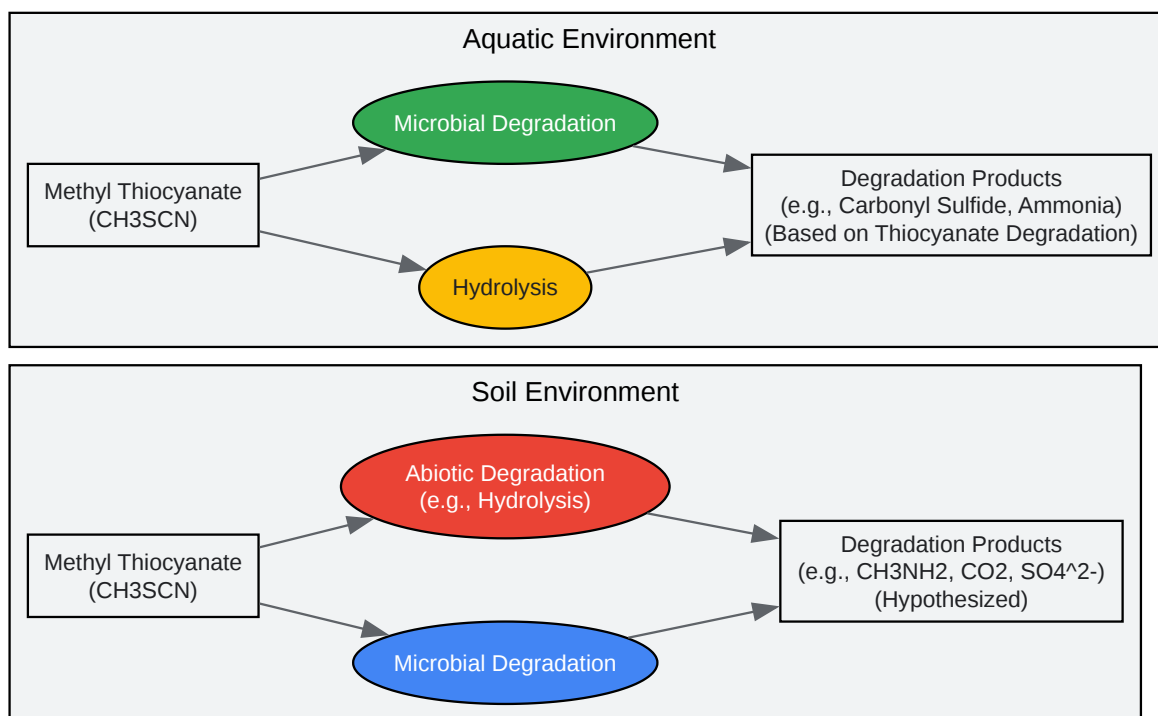 Aquatic Environment
Microbial Degradation
Methyl Thiocyanate
(CH3SCN)
Hydrolysis
Degradation Products
(e.g., Carbonyl Sulfide, Ammonia)
(Based on Thiocyanate Degradation)
Soil Environment
Abiotic Degradation
(e.g., Hydrolysis)
Methyl Thiocyanate
(CH3SCN)
Microbial Degradation
Degradation Products
(e.g., CH3NH2, CO2, SO4^2-)
(Hypothesized)